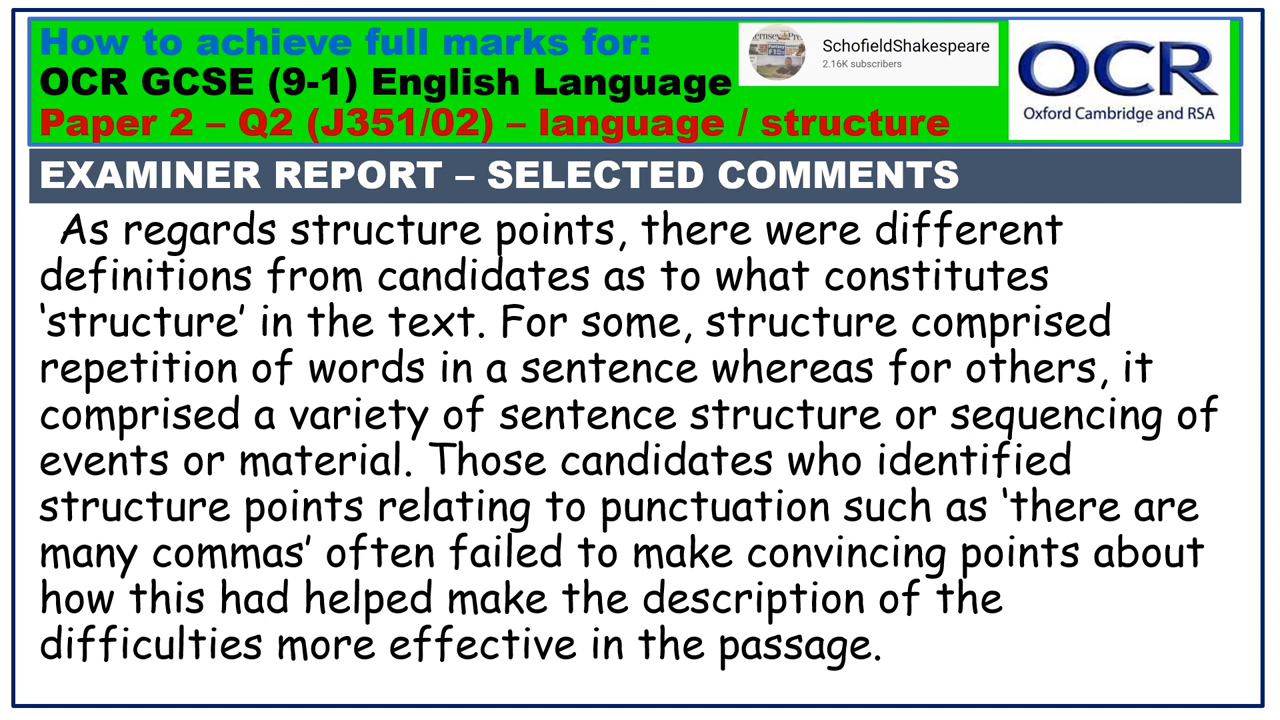 How to achieve full marks for:
OCR GCSE (9-1) English Language
Paper 2 – Q2 (J351/02) – language / structure
SchofieldShakespeare
2.16K subscribers
OCR
Oxford Cambridge and RSA
EXAMINER REPORT – SELECTED COMMENTS
As regards structure points, there were different
definitions from candidates as to what constitutes
‘structure’ in the text. For some, structure comprised
repetition of words in a sentence whereas for others, it
comprised a variety of sentence structure or sequencing of
events or material. Those candidates who identified
structure points relating to punctuation such as ‘there are
many commas’ often failed to make convincing points about
how this had helped make the description of the
difficulties more effective in the passage.